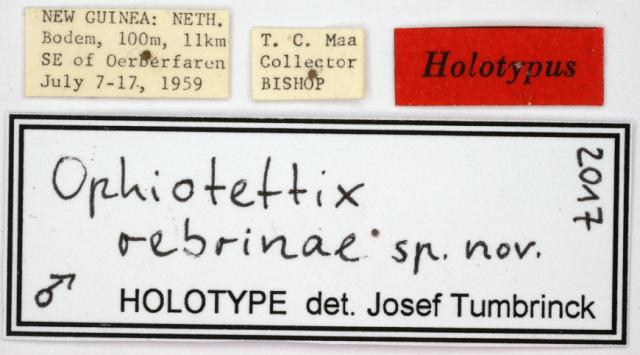 NEW GUINEA: NETH.
Bodem, 100m, 11km
SE of Oerberfaren
July 7-17, 1959
T. C. Maa
Collector
BISHOP
Holotypus
Ophiotettix
rebrinae sp. nov.
2017
♂ HOLOTYPE det. Josef Tumbrinck